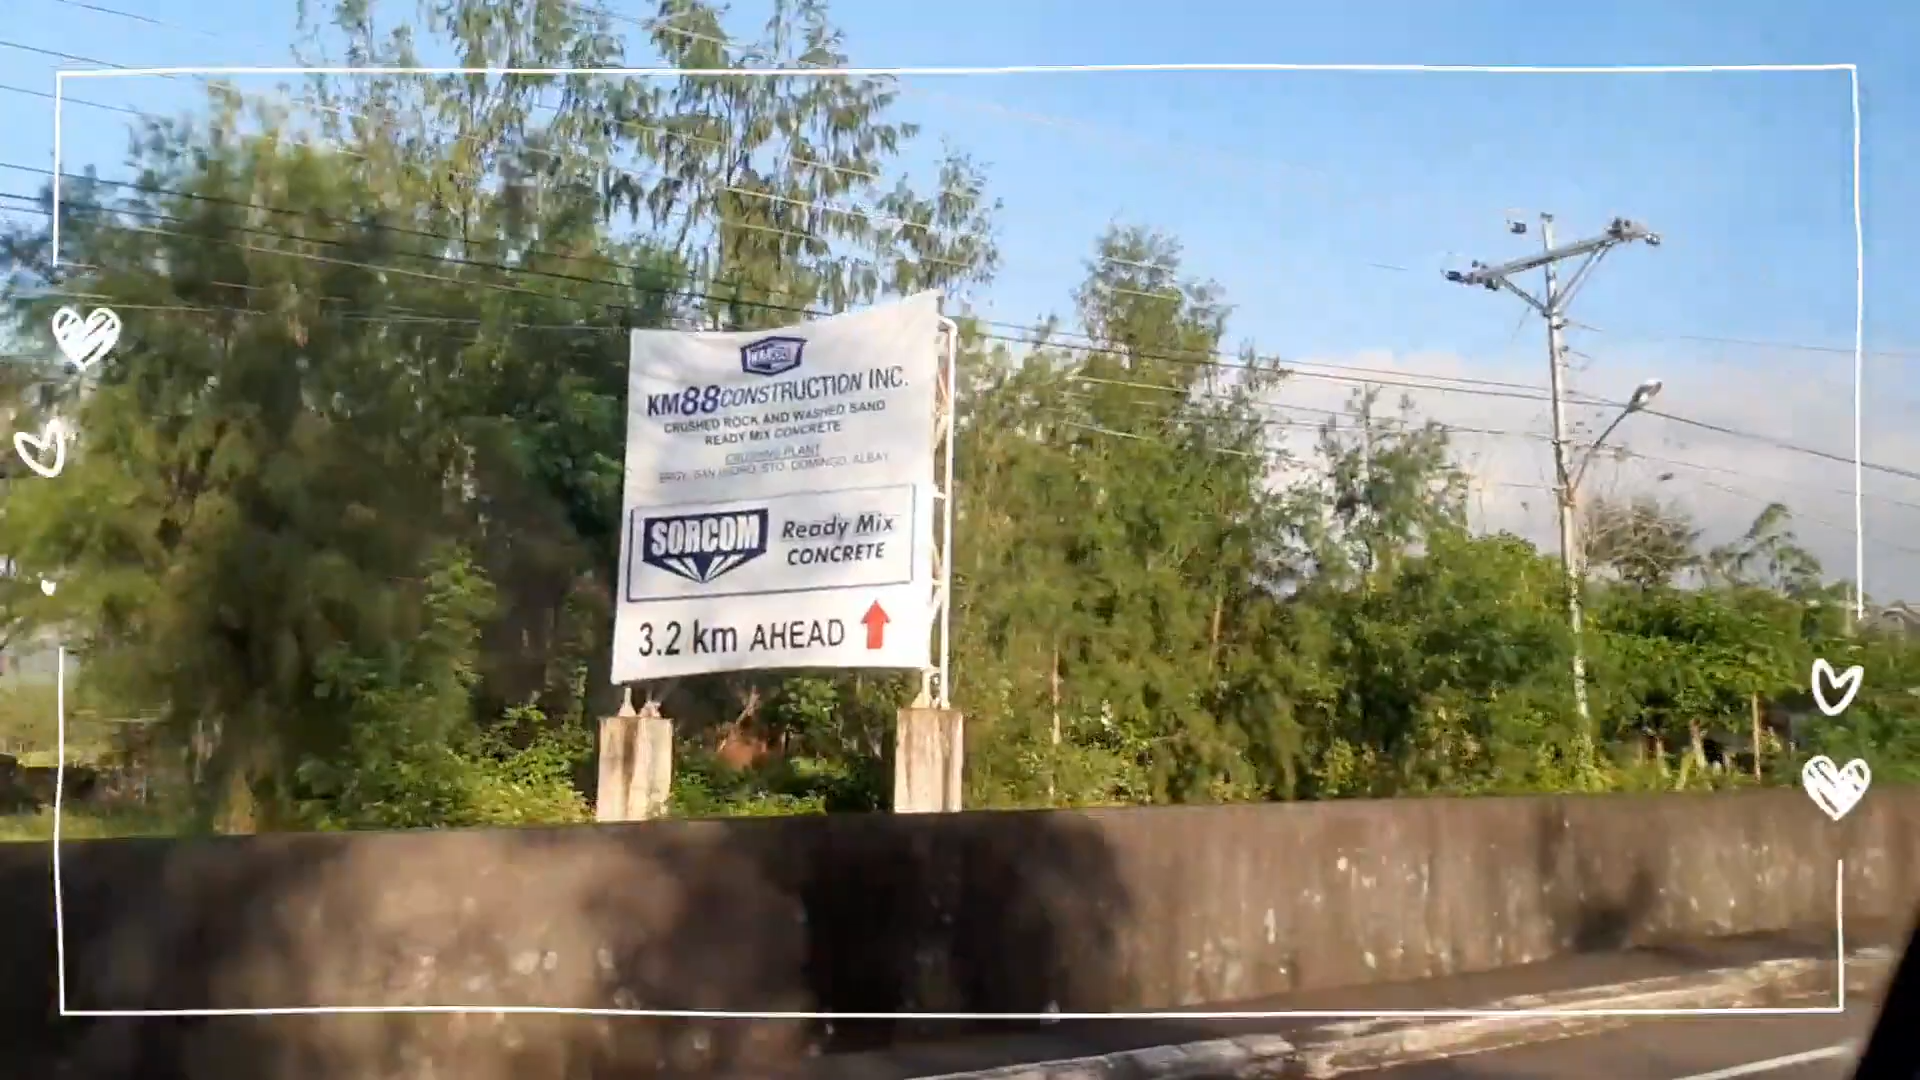 KM88
KM88CONSTRUCTION INC.
CRUSHED ROCK AND WASHED SAND
READY MIX CONCRETE
CRUSHING PLANT
BRGY. SAN ISIDRO, STO. DOMINGO, ALBAY
SORCOM
Ready Mix
CONCRETE
3.2 km AHEAD